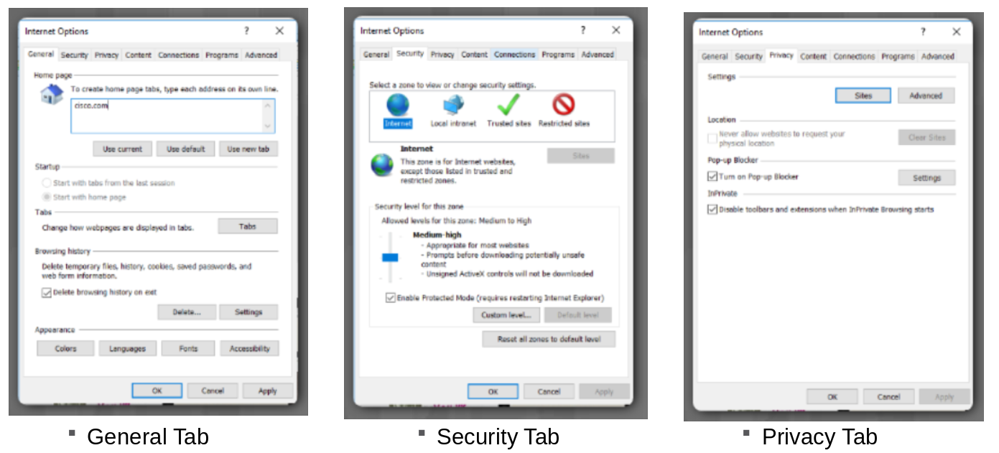 Internet Options ? ×
General Security Privacy Content Connections Programs Advanced
Home page
To create home page tabs, type each address on its own line.
cisco.com
Use current Use default Use new tab
Startup
Start with tabs from the last session
Start with home page
Tabs
Change how webpages are displayed in tabs. Tabs
Browsing history
Delete temporary files, history, cookies, saved passwords, and
web form information.
Delete browsing history on exit
Delete... Settings
Appearance
Colors Languages Fonts Accessibility
OK Cancel Apply
General Tab
Internet Options ? ×
General Security Privacy Content Connections Programs Advanced
Select a zone to view or change security settings.
Internet Local intranet Trusted sites Restricted sites
Internet
Sites
This zone is for Internet websites,
except those listed in trusted and
restricted zones.
Security level for this zone
Allowed levels for this zone: Medium to High
Medium-high
- Appropriate for most websites
- Prompts before downloading potentially unsafe
content
- Unsigned ActiveX controls will not be downloaded
Enable Protected Mode (requires restarting Internet Explorer)
Custom level... Default level
Reset all zones to default level
OK Cancel Apply
Security Tab
Internet Options ? ×
General Security Privacy Content Connections Programs Advanced
Settings
Sites Advanced
Location
Never allow websites to request your
physical location
Clear Sites
Pop-up Blocker
Turn on Pop-up Blocker Settings
InPrivate
Disable toolbars and extensions when InPrivate Browsing starts
OK Cancel Apply
Privacy Tab